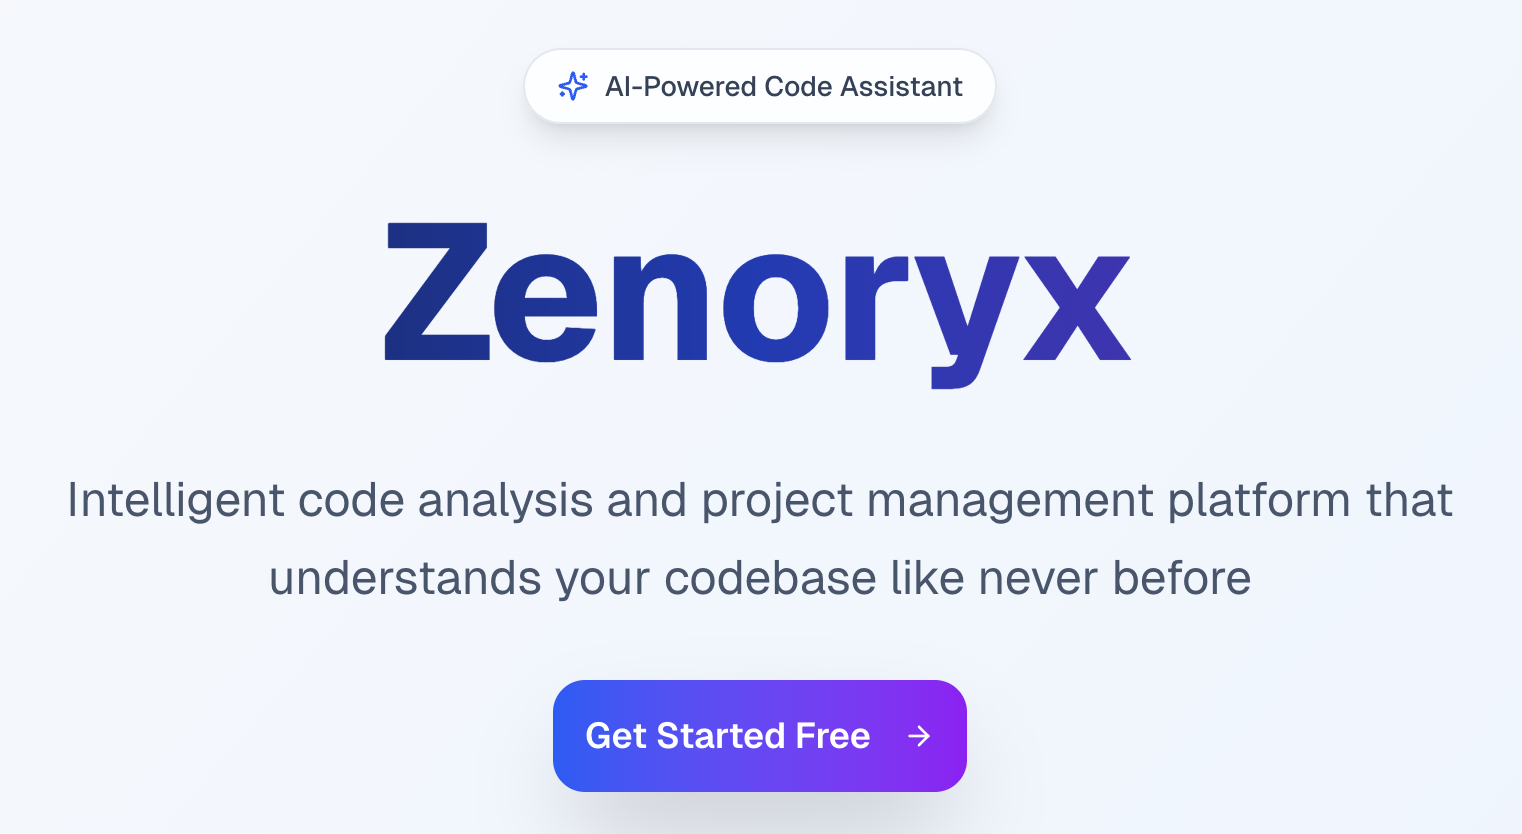 AI-Powered Code Assistant
Zenoryx
Intelligent code analysis and project management platform that
understands your codebase like never before
Get Started Free